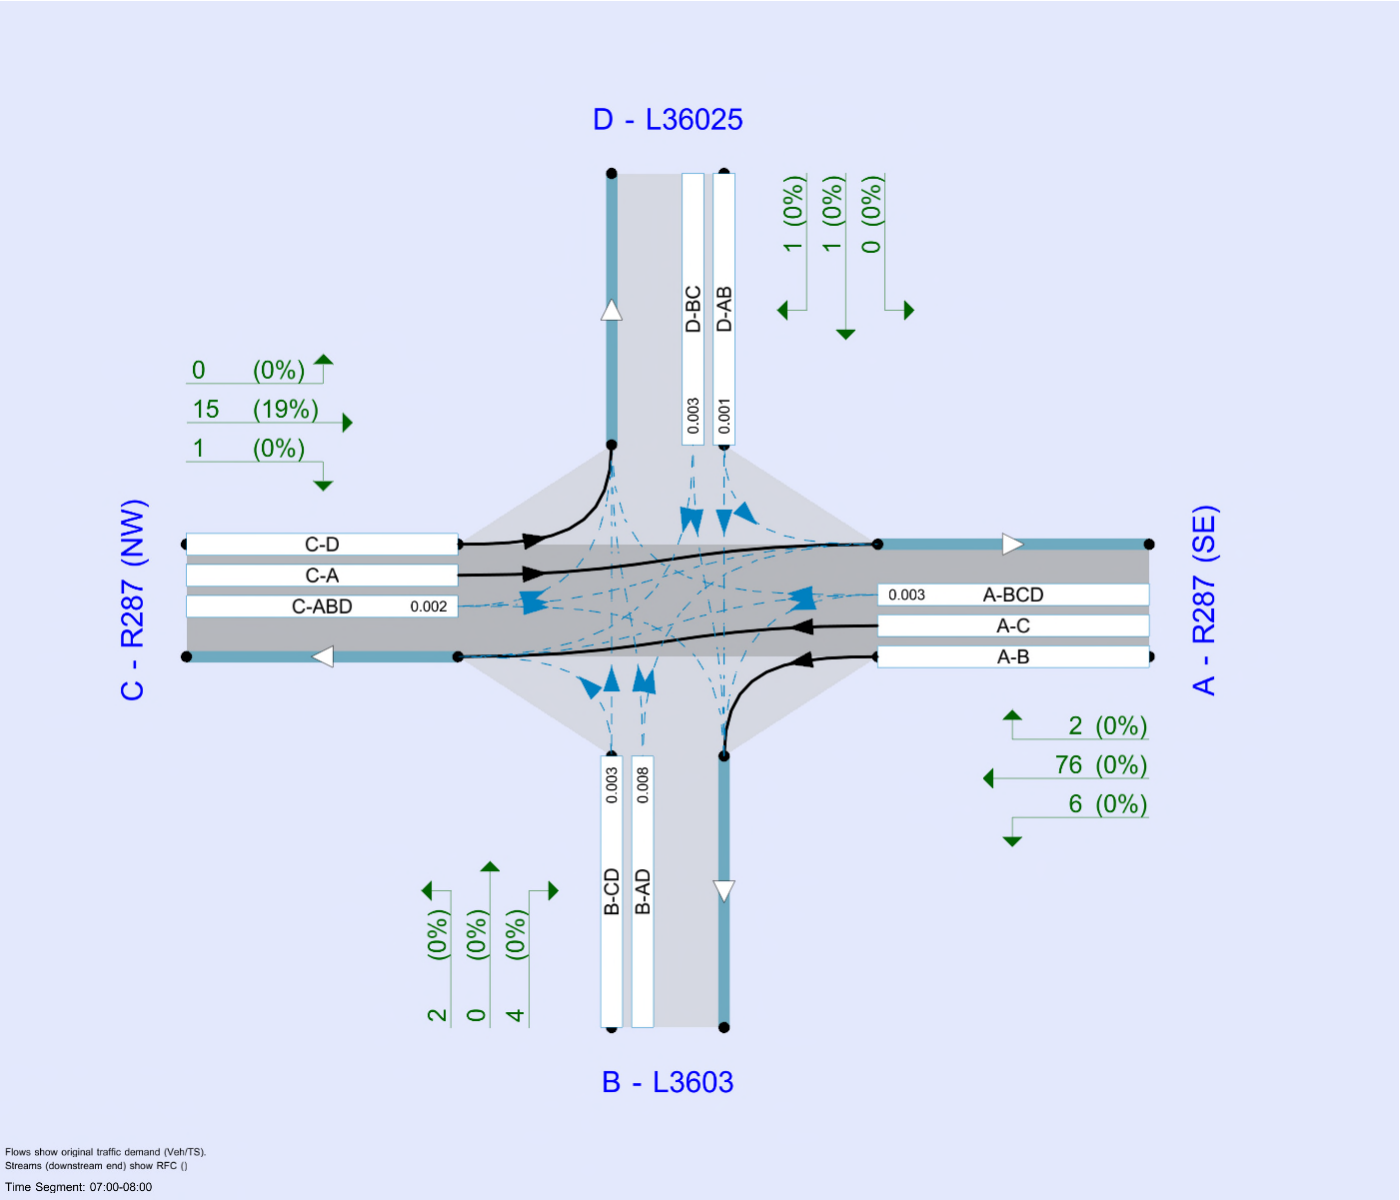 D - L36025
1 (0%)
1 (0%)
0 (0%)
D-BC
0.003
D-AB
0.001
0 (0%)
15 (19%)
1 (0%)
C - R287 (NW)
C-D
C-A
C-ABD 0.002
A - R287 (SE)
0.003 A-BCD
A-C
A-B
2 (0%)
76 (0%)
6 (0%)
B-CD
0.003
B-AD
0.008
2 (0%)
0 (0%)
4 (0%)
B - L3603
Flows show original traffic demand (Veh/TS).
Streams (downstream end) show RFC ()
Time Segment: 07:00-08:00